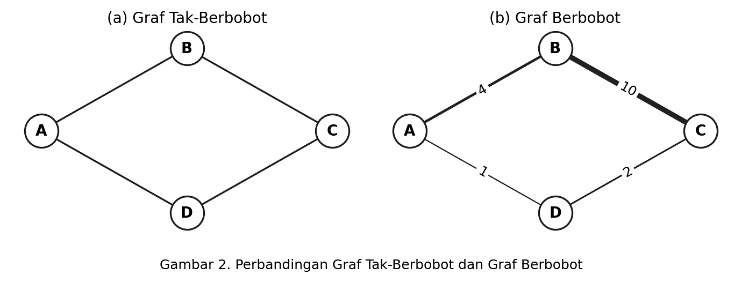 (a) Graf Tak-Berbobot
B
A
C
D
(b) Graf Berbobot
B
4
10
A
C
1
2
D
Gambar 2. Perbandingan Graf Tak-Berbobot dan Graf Berbobot